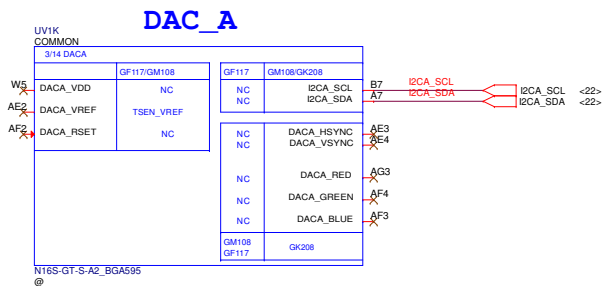 DAC_A
UV1K
COMMON
3/14 DACA
GF117/GM108 GF117 GM108/GK208
W5 DACA_VDD NC NC I2CA_SCL B7 I2CA_SCL I2CA_SCL <22>
NC I2CA_SDA A7 I2CA_SDA I2CA_SDA <22>
AE2 DACA_VREF TSEN_VREF
AF2 DACA_RSET NC NC DACA_HSYNC AE3
NC DACA_VSYNC AE4
NC DACA_RED AG3
NC DACA_GREEN AF4
NC DACA_BLUE AF3
GM108
GF117 GK208
N16S-GT-S-A2_BGA595
@